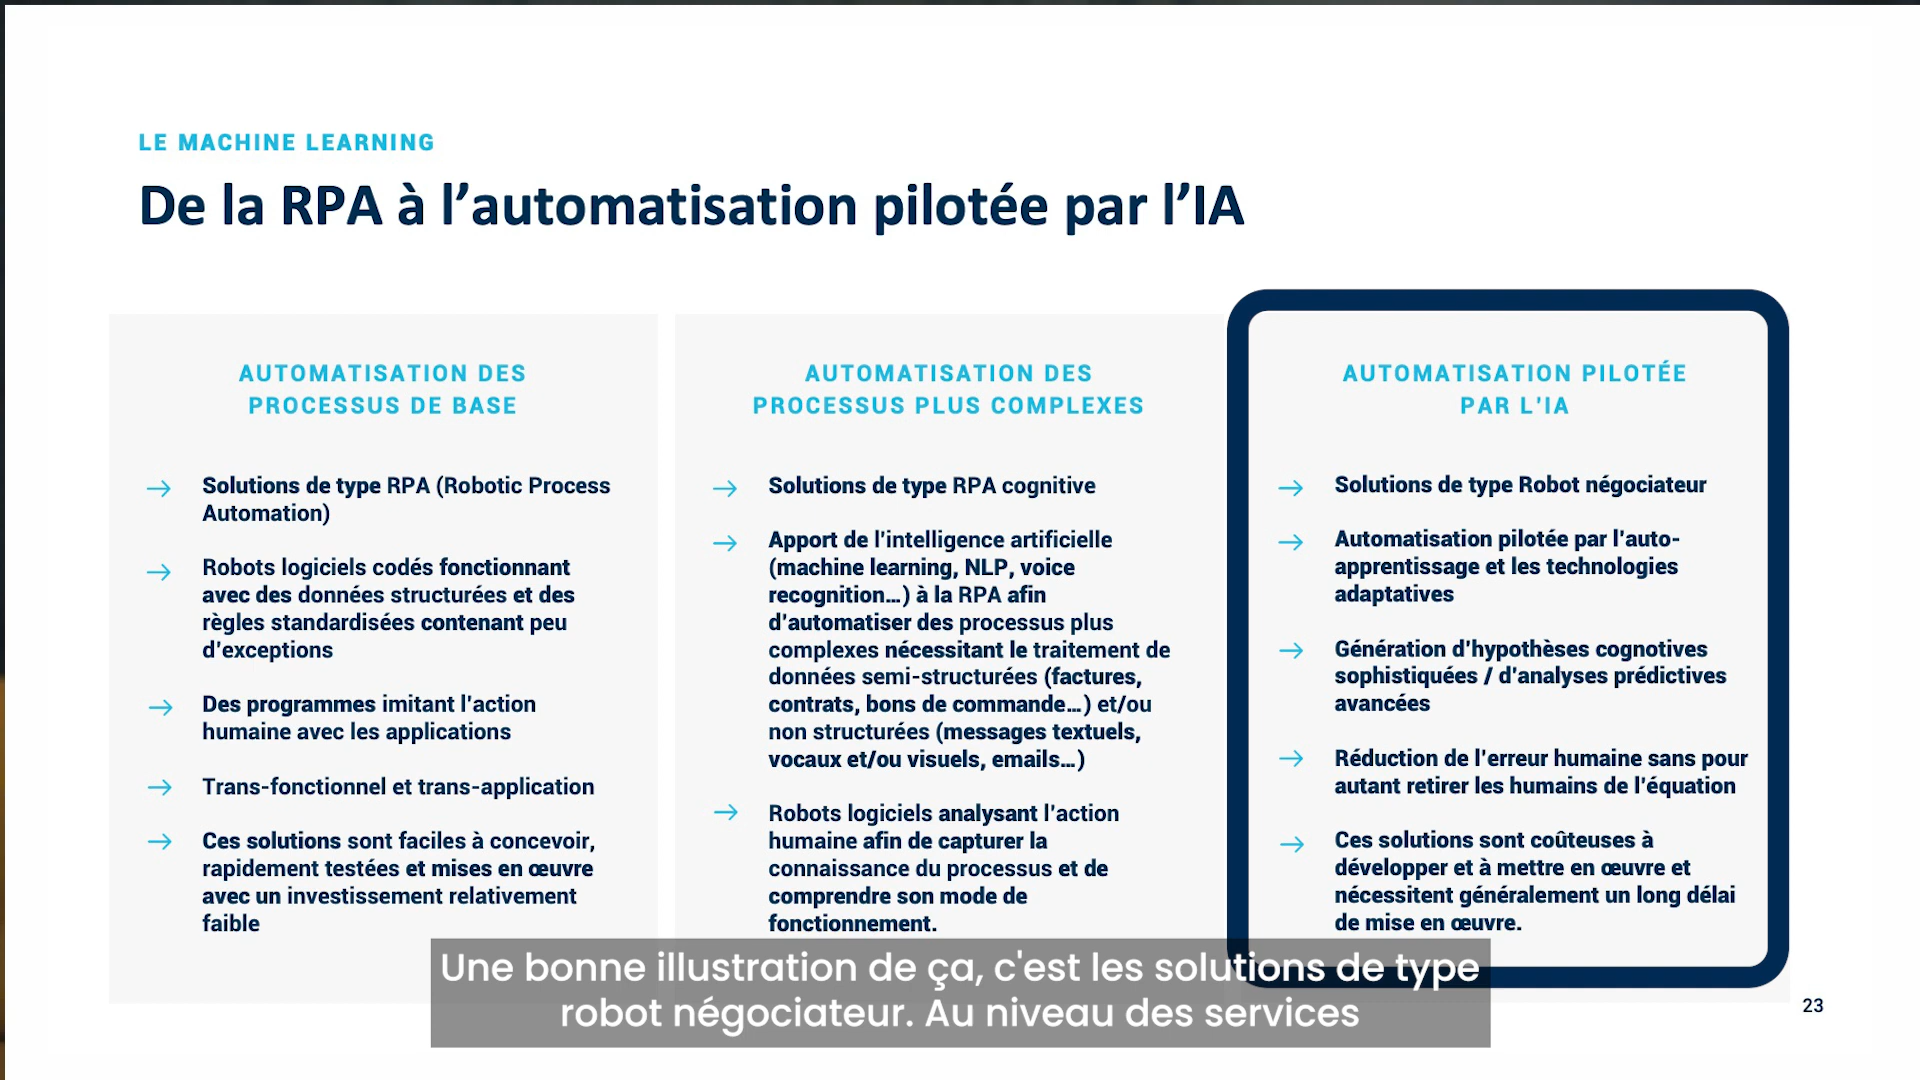 LE MACHINE LEARNING
De la RPA à l’automatisation pilotée par l’IA
AUTOMATISATION DES
PROCESSUS DE BASE
Solutions de type RPA (Robotic Process
Automation)
Robots logiciels codés fonctionnant
avec des données structurées et des
règles standardisées contenant peu
d’exceptions
Des programmes imitant l’action
humaine avec les applications
Trans-fonctionnel et trans-application
Ces solutions sont faciles à concevoir,
rapidement testées et mises en œuvre
avec un investissement relativement
faible
AUTOMATISATION DES
PROCESSUS PLUS COMPLEXES
Solutions de type RPA cognitive
Apport de l’intelligence artificielle
(machine learning, NLP, voice
recognition…) à la RPA afin
d’automatiser des processus plus
complexes nécessitant le traitement de
données semi-structurées (factures,
contrats, bons de commande…) et/ou
non structurées (messages textuels,
vocaux et/ou visuels, emails…)
Robots logiciels analysant l’action
humaine afin de capturer la
connaissance du processus et de
comprendre son mode de
fonctionnement.
AUTOMATISATION PILOTÉE
PAR L’IA
Solutions de type Robot négociateur
Automatisation pilotée par l’auto-
apprentissage et les technologies
adaptatives
Génération d’hypothèses cognotives
sophistiquées / d’analyses prédictives
avancées
Réduction de l’erreur humaine sans pour
autant retirer les humains de l’équation
Ces solutions sont coûteuses à
développer et à mettre en œuvre et
nécessitent généralement un long délai
de mise en œuvre.
Une bonne illustration de ça, c'est les solutions de type
robot négociateur. Au niveau des services
23